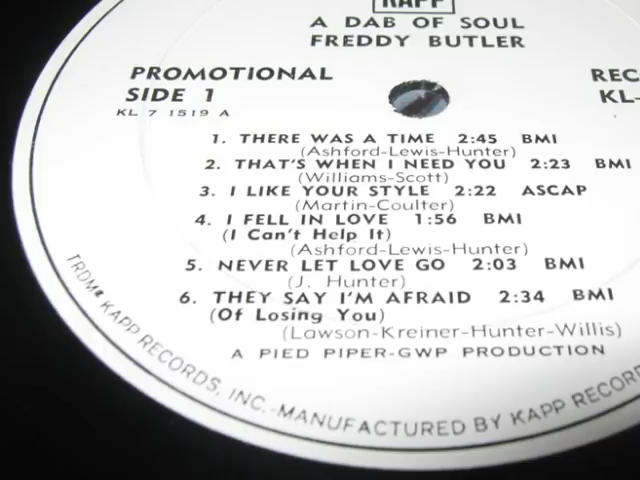 KAPP
A DAB OF SOUL
FREDDY BUTLER
PROMOTIONAL
SIDE 1
KL 7 1519 A
REC
KL-
1. THERE WAS A TIME 2:45 BMI
(Ashford-Lewis-Hunter)
2. THAT'S WHEN I NEED YOU 2:23 BMI
(Williams-Scott)
3. I LIKE YOUR STYLE 2:22 ASCAP
(Martin-Coulter)
4. I FELL IN LOVE 1:56 BMI
(I Can't Help It)
(Ashford-Lewis-Hunter)
5. NEVER LET LOVE GO 2:03 BMI
(J. Hunter)
6. THEY SAY I'M AFRAID 2:34 BMI
(Of Losing You)
(Lawson-Kreiner-Hunter-Willis)
A PIED PIPER-GWP PRODUCTION
KAPP RECORDS, INC.-MANUFACTURED BY KAPP RECOR